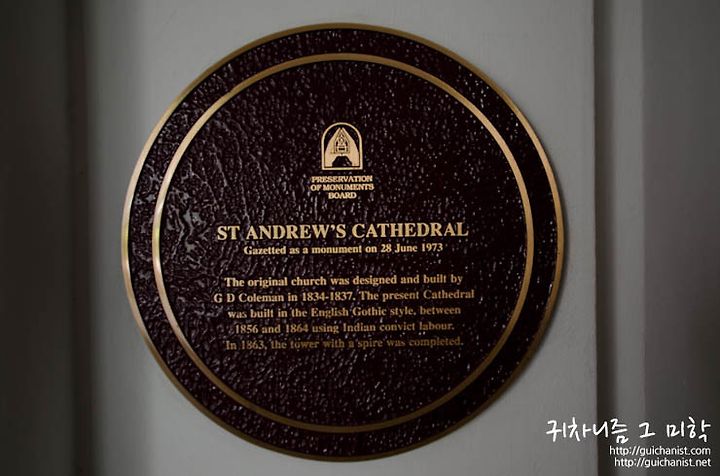 PRESERVATION
OF MONUMENTS
BOARD
ST ANDREW'S CATHEDRAL
Gazetted as a monument on 28 June 1973
The original church was designed and built by
G D Coleman in 1834-1837. The present Cathedral
was built in the English Gothic style, between
1856 and 1864 using Indian convict labour.
In 1863, the tower with a spire was completed.
귀차니즘 그 미학
http://guichanist.com
http://guichanist.net